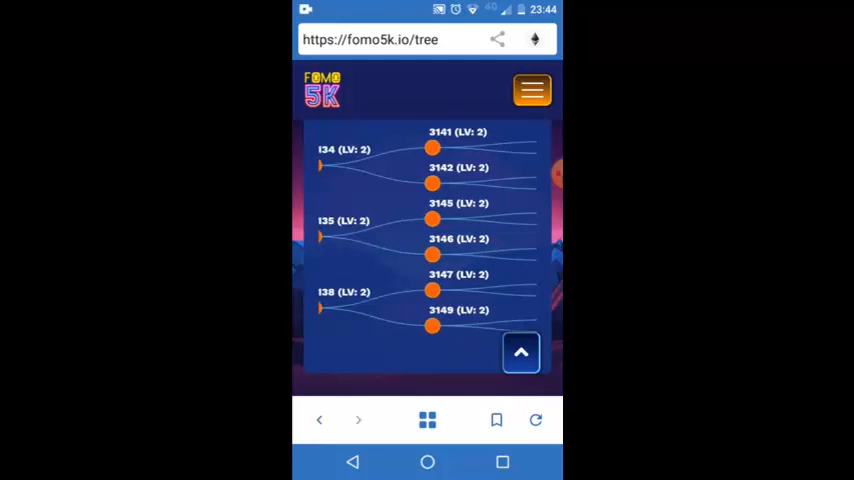 4G 23:44
https://fomo5k.io/tree
FOMO
5K
3141 (LV: 2)
134 (LV: 2)
3142 (LV: 2)
3145 (LV: 2)
135 (LV: 2)
3146 (LV: 2)
3147 (LV: 2)
138 (LV: 2)
3149 (LV: 2)